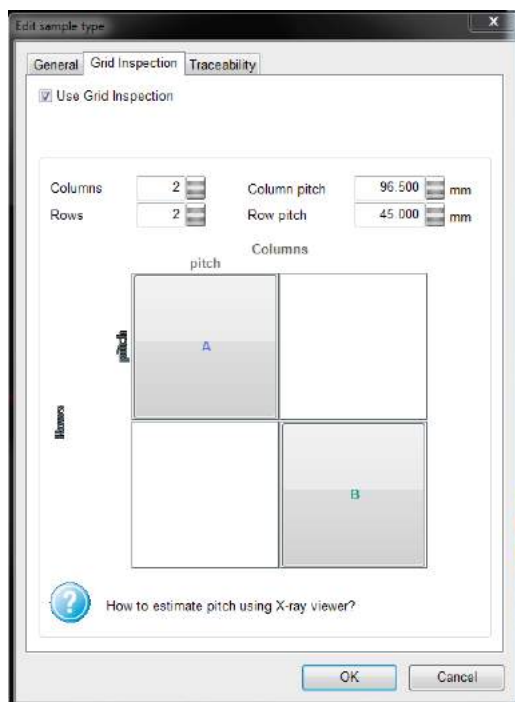 Edit sample type
X
General Grid Inspection Traceability
Use Grid Inspection
Columns 2 Column pitch 96.500 mm
Rows 2 Row pitch 45.000 mm
Columns
pitch
pitch
A
Rows
B
? How to estimate pitch using X-ray viewer?
OK Cancel